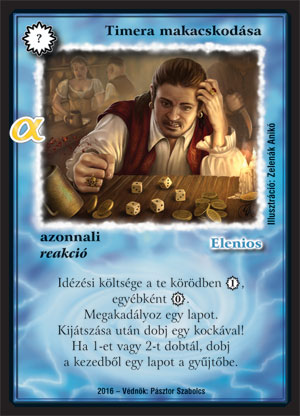 ?
Timera makacskodása
α
Illusztráció: Zelenák Anikó
azonnali
reakció
Elenios
Idézési költsége a te körödben 1,
egyébként 0.
Megakadályoz egy lapot.
Kijátszása után dobj egy kockával!
Ha 1-et vagy 2-t dobtál, dobj
a kezedből egy lapot a gyűjtőbe.
2016 – Védnök: Pásztor Szabolcs